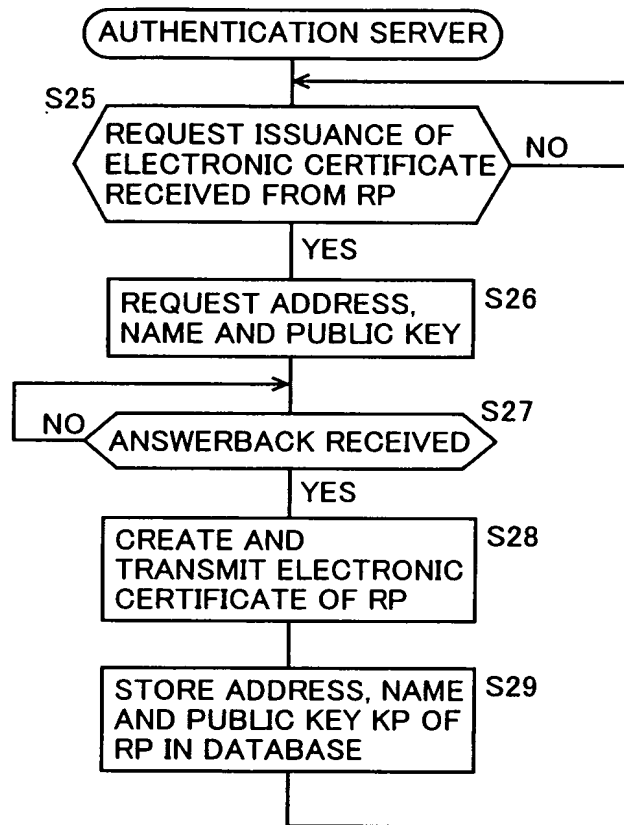 AUTHENTICATION SERVER
S25
REQUEST ISSUANCE OF
ELECTRONIC CERTIFICATE
RECEIVED FROM RP
NO
YES
REQUEST ADDRESS,
NAME AND PUBLIC KEY
S26
NO
ANSWERBACK RECEIVED
S27
YES
CREATE AND
TRANSMIT ELECTRONIC
CERTIFICATE OF RP
S28
STORE ADDRESS, NAME
AND PUBLIC KEY KP OF
RP IN DATABASE
S29